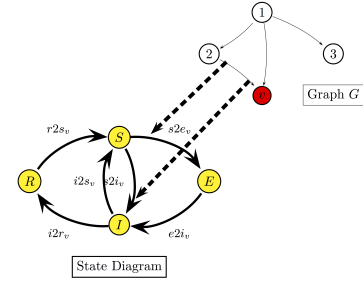 1
2
3
v
Graph G
r2s_v
S
s2e_v
R
i2s_v
s2i_v
E
i2r_v
I
e2i_v
State Diagram